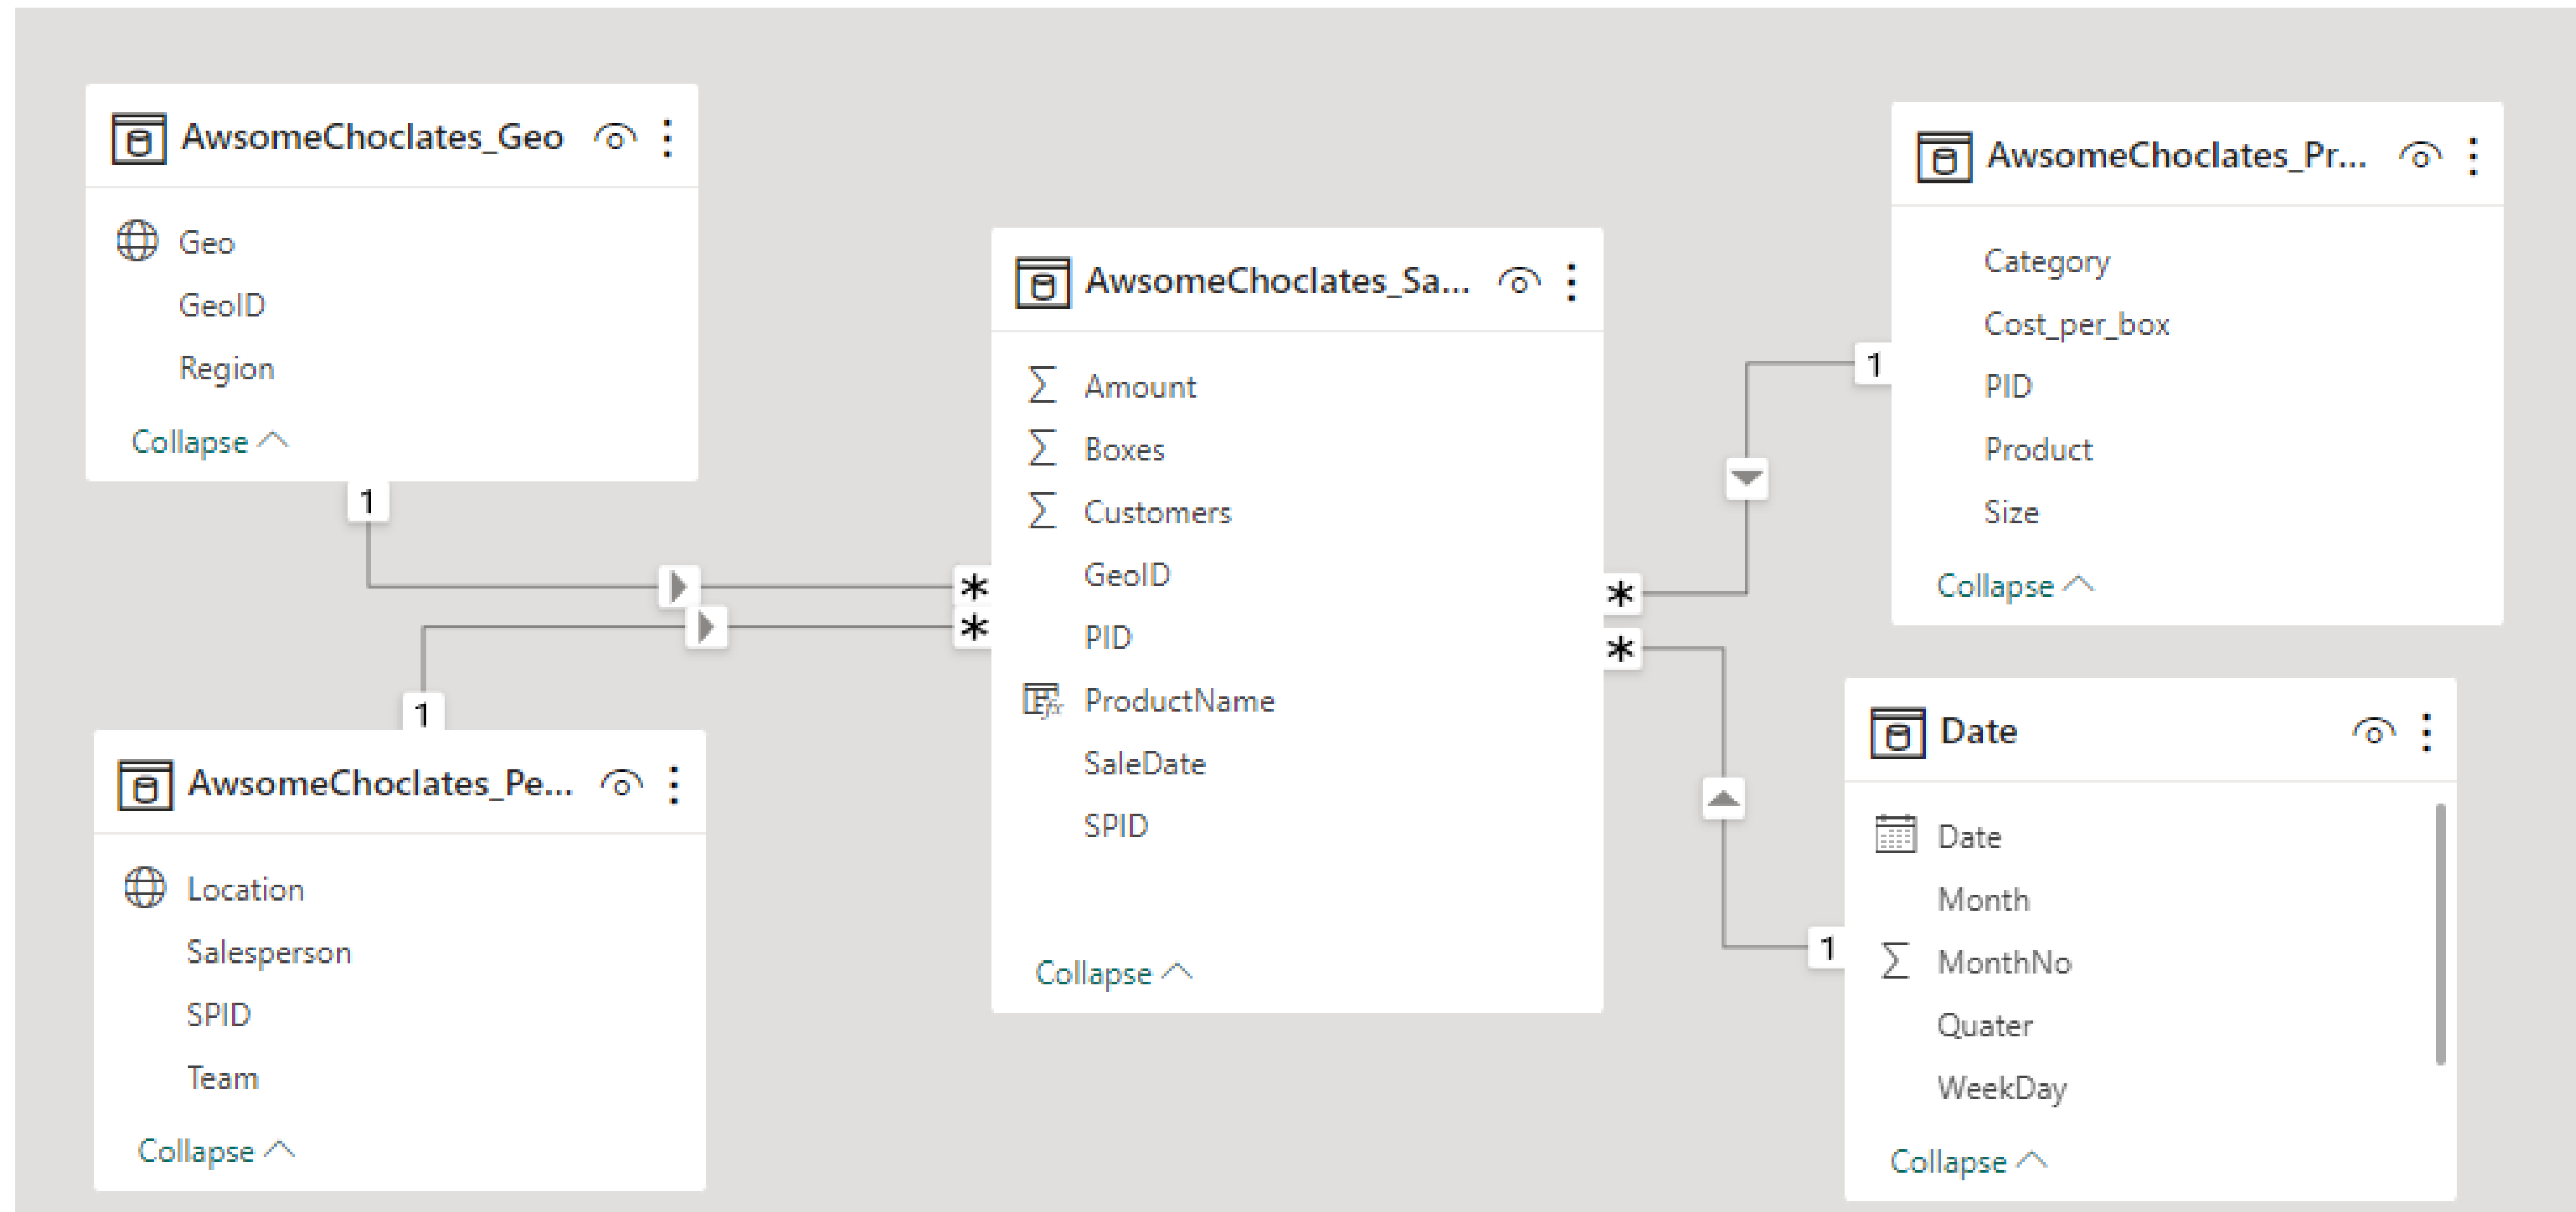 AwsomeChoclates_Geo
Geo
GeoID
Region
Collapse
1
*
AwsomeChoclates_Pe...
Location
Salesperson
SPID
Team
Collapse
1
*
AwsomeChoclates_Sa...
Amount
Boxes
Customers
GeoID
PID
ProductName
SaleDate
SPID
Collapse
AwsomeChoclates_Pr...
Category
Cost_per_box
PID
Product
Size
Collapse
1
*
Date
Date
Month
MonthNo
Quater
WeekDay
Collapse
1
*